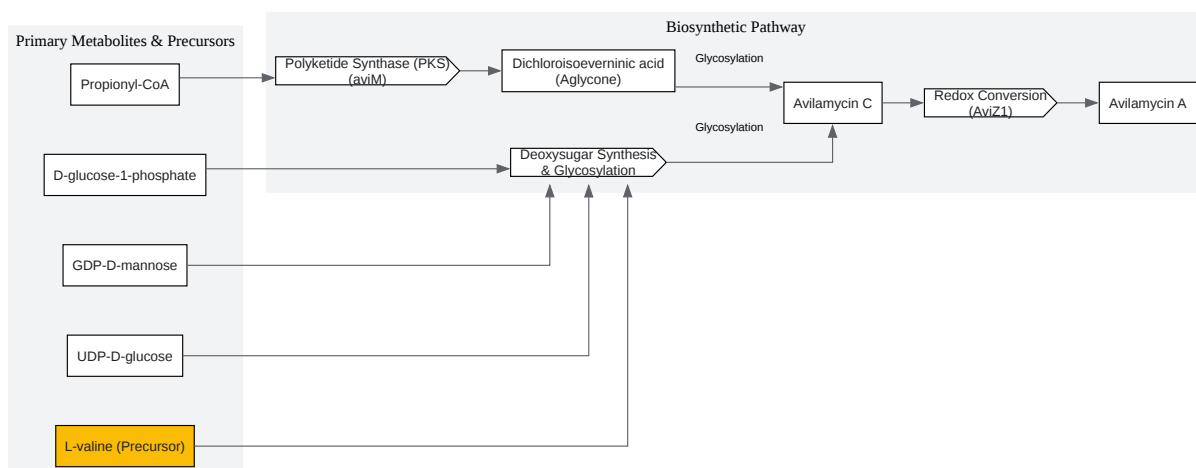 Primary Metabolites & Precursors
Propionyl-CoA
D-glucose-1-phosphate
GDP-D-mannose
UDP-D-glucose
L-valine (Precursor)
Biosynthetic Pathway
Polyketide Synthase (PKS)
(aviM)
Dichloroisoeverninic acid
(Aglycone)
Glycosylation
Glycosylation
Deoxysugar Synthesis
& Glycosylation
Avilamycin C
Redox Conversion
(AviZ1)
Avilamycin A